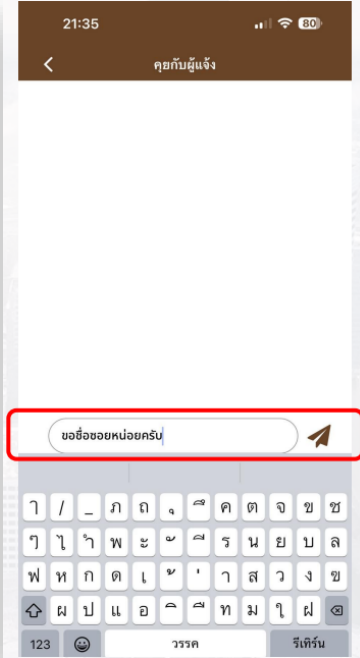 21:35 80
คุยกับผู้แจ้ง
ขอชื่อซอยหน่อยครับ
ๅ / _ ภ ถ ุ ึ ค ต จ ข ช
ๆ ไ ำ พ ะ ั ี ร น ย บ ล
ฟ ห ก ด เ ้ ่ า ส ว ง ฃ
ผ ป แ อ ิ ื ท ม ใ ฝ
123 วรรค รีเทิร์น